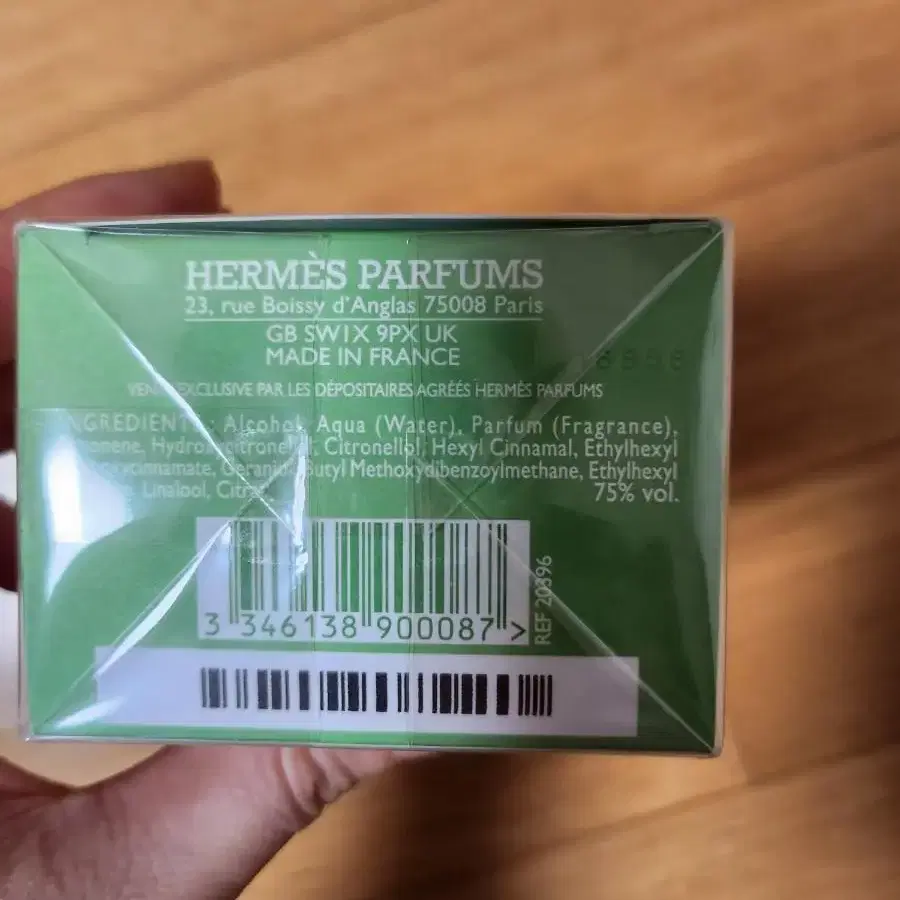 HERMÈS PARFUMS
23, rue Boissy d'Anglas 75008 Paris
GB SW1X 9PX UK
MADE IN FRANCE
EXCLUSIVE PAR LES DÉPOSITAIRES AGRÉÉS HERMÈS PARFUMS
Alcohol, Aqua (Water), Parfum (Fragrance),
Citronellol, Hexyl Cinnamal, Ethylhexyl
Butyl Methoxydibenzoylmethane, Ethylhexyl
Linalool,
75% vol.
3 346138 900087 >
REF 20396